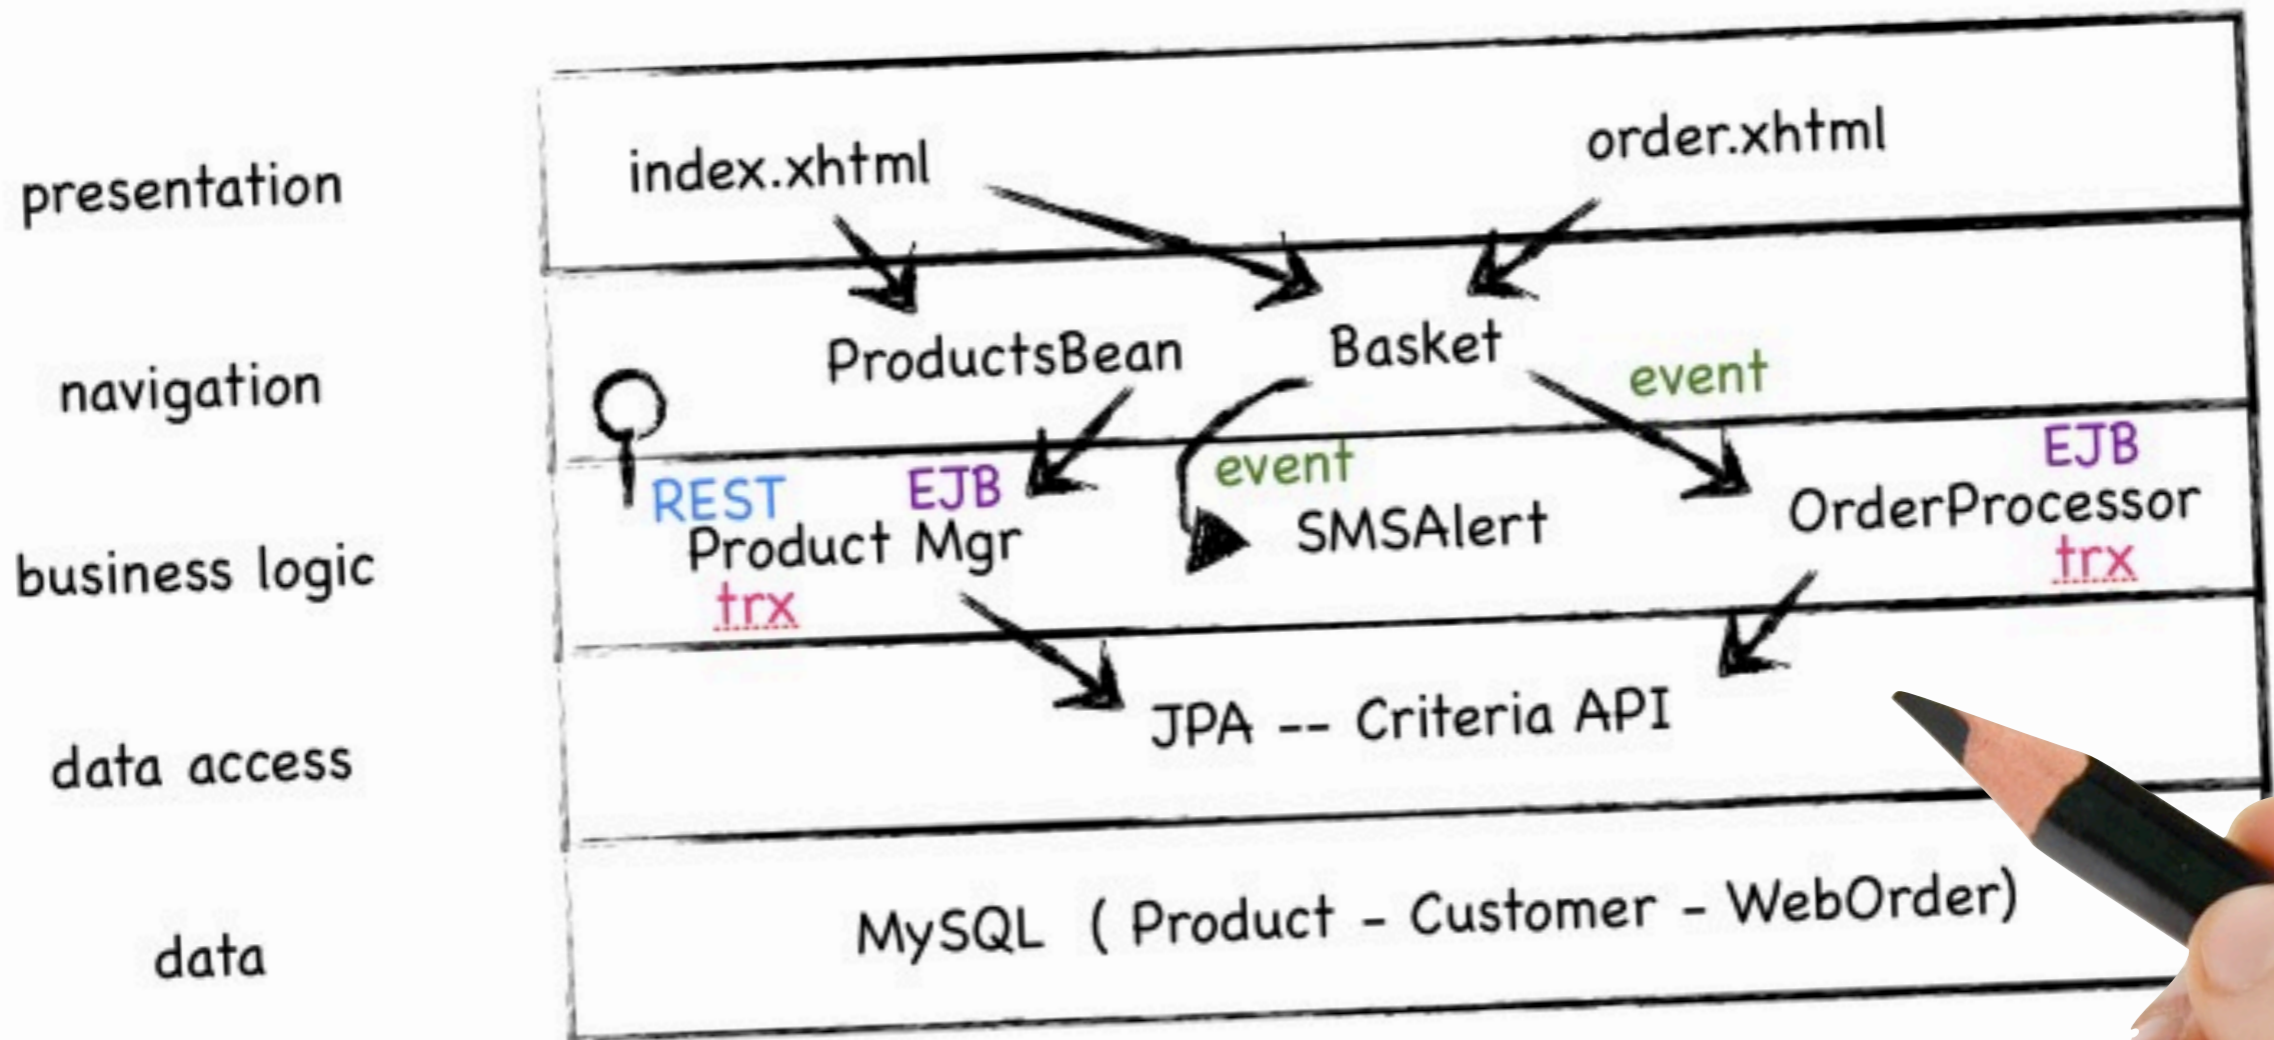 presentation
index.xhtml
order.xhtml
navigation
ProductsBean
Basket
event
business logic
REST
EJB
Product Mgr
trx
event
SMSAlert
EJB
OrderProcessor
trx
data access
JPA -- Criteria API
data
MySQL ( Product - Customer - WebOrder)